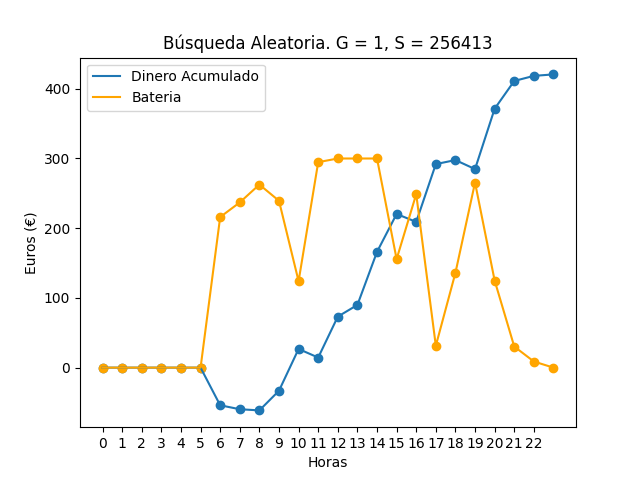 Búsqueda Aleatoria. G = 1, S = 256413
Dinero Acumulado
Bateria
Euros (€)
400
300
200
100
0
0 1 2 3 4 5 6 7 8 9 10 11 12 13 14 15 16 17 18 19 20 21 22
Horas